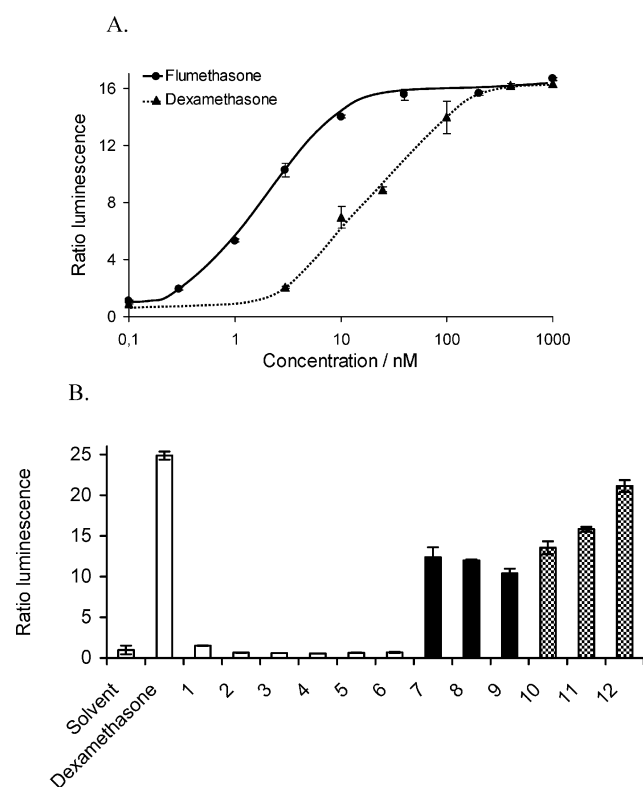 A.
Flumethasone
Dexamethasone
Ratio luminescence
16
12
8
4
0
0,1 1 10 100 1000
Concentration / nM
B.
Ratio luminescence
25
20
15
10
5
0
Solvent Dexamethasone 1 2 3 4 5 6 7 8 9 10 11 12